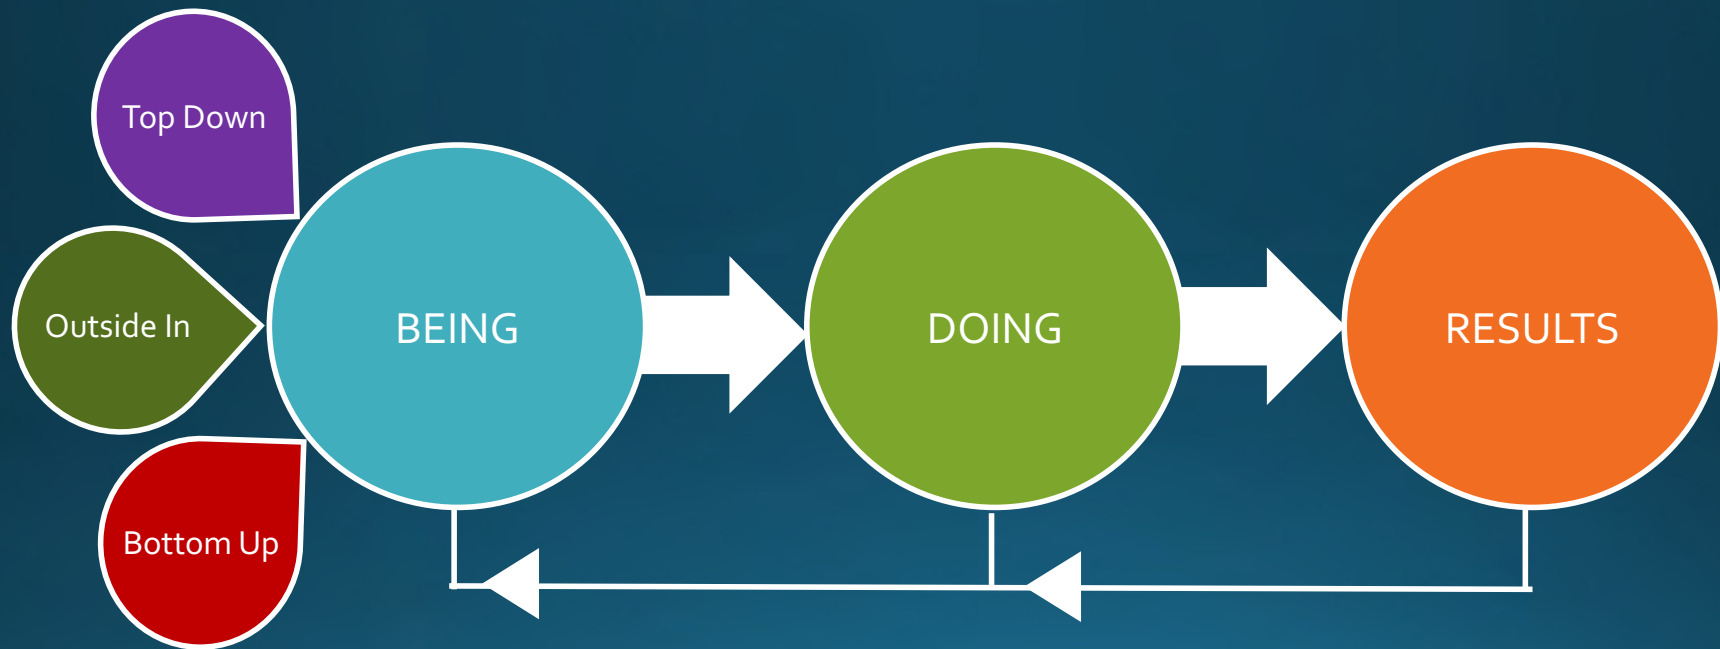 Top Down
Outside In
Bottom Up
BEING
DOING
RESULTS